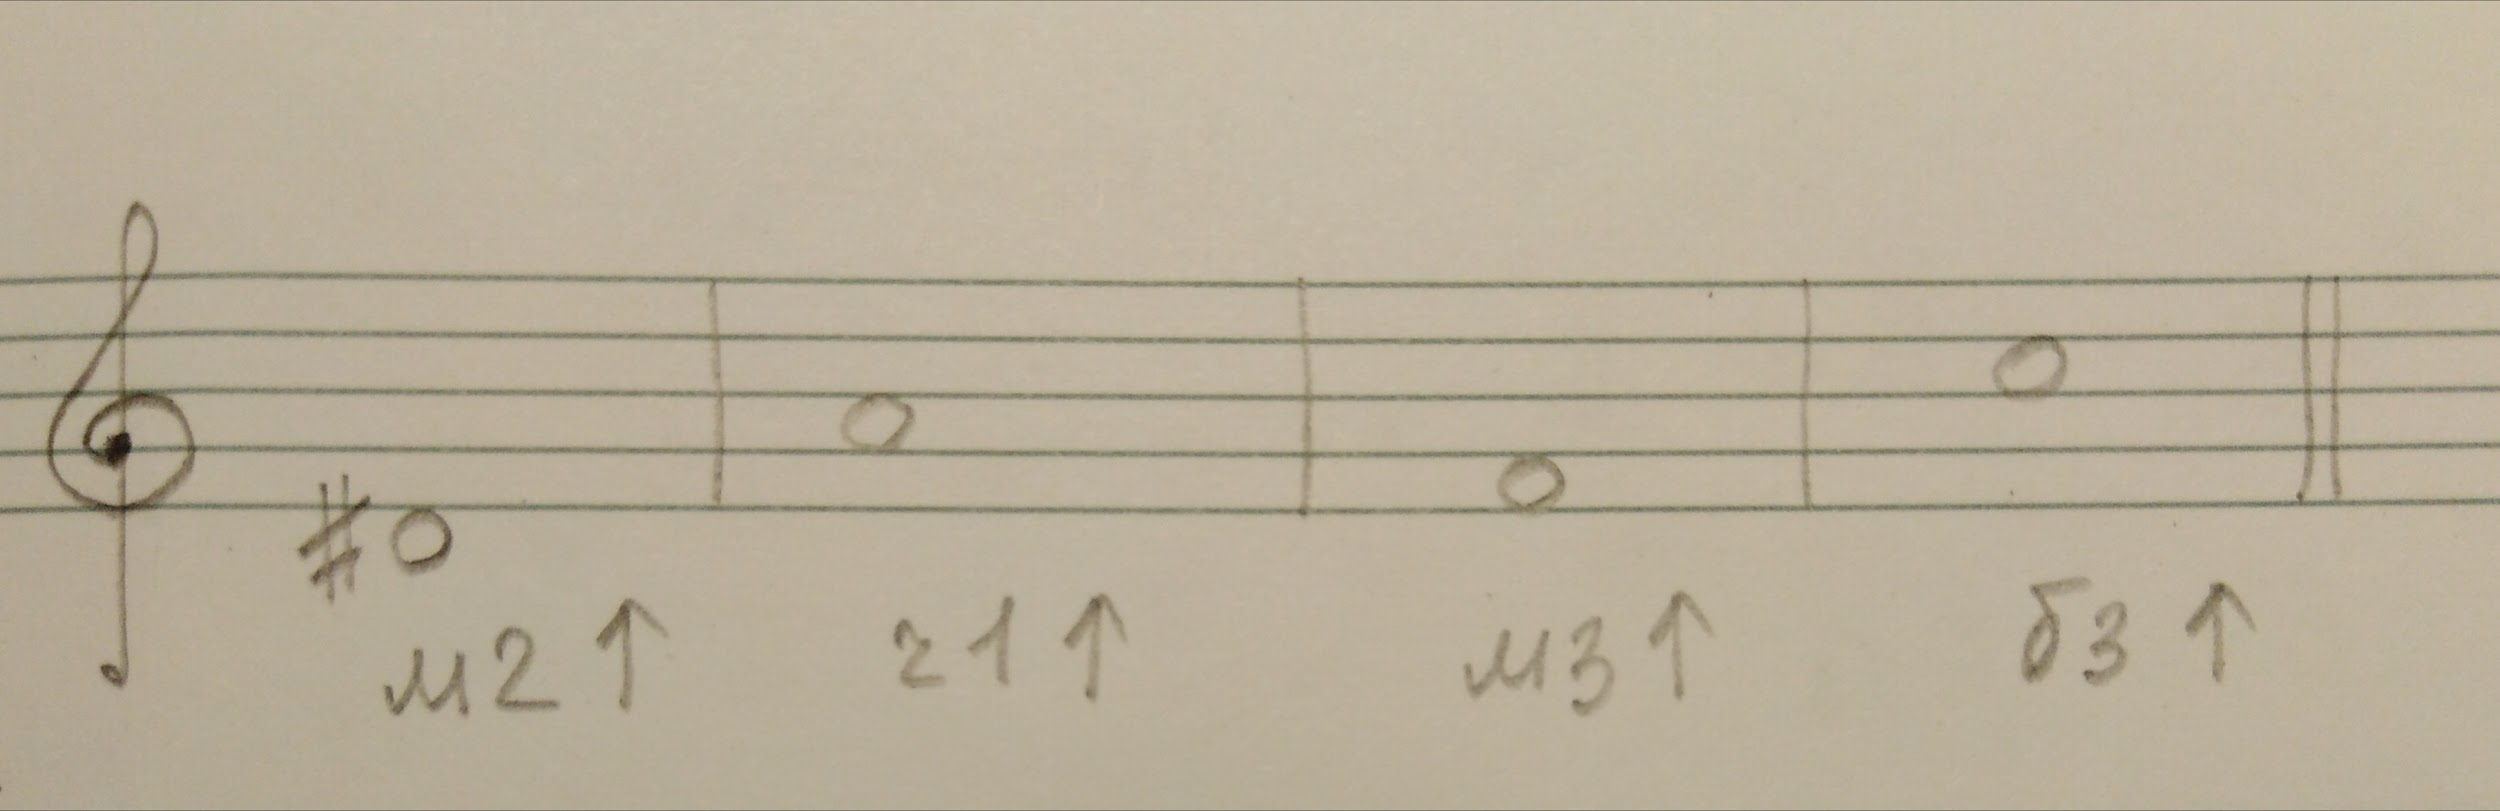 м2 ↑ ч1 ↑ м3 ↑ б3 ↑